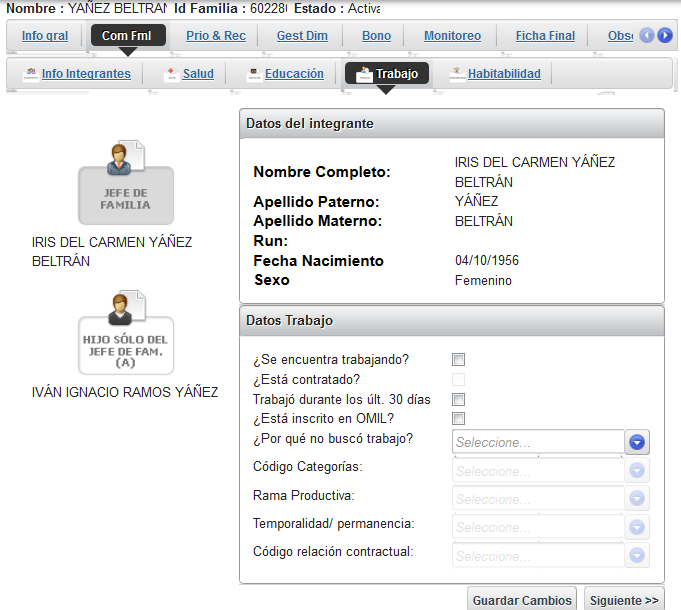 Nombre : YAÑEZ BELTRAN Id Familia : 60228 Estado : Activa
Info gral Com Fml Prio & Rec Gest Dim Bono Monitoreo Ficha Final Obs
Info Integrantes Salud Educación Trabajo Habitabilidad
JEFE DE
FAMILIA
IRIS DEL CARMEN YÁÑEZ
BELTRÁN
HIJO SÓLO DEL
JEFE DE FAM.
(A)
IVÁN IGNACIO RAMOS YÁÑEZ
Datos del integrante
Nombre Completo: IRIS DEL CARMEN YÁÑEZ
BELTRÁN
Apellido Paterno: YÁÑEZ
Apellido Materno: BELTRÁN
Run:
Fecha Nacimiento 04/10/1956
Sexo Femenino
Datos Trabajo
¿Se encuentra trabajando?
¿Está contratado?
Trabajó durante los últ. 30 días
¿Está inscrito en OMIL?
¿Por qué no buscó trabajo? Seleccione...
Código Categorías: Seleccione...
Rama Productiva: Seleccione...
Temporalidad/ permanencia: Seleccione...
Código relación contractual: Seleccione...
Guardar Cambios Siguiente >>